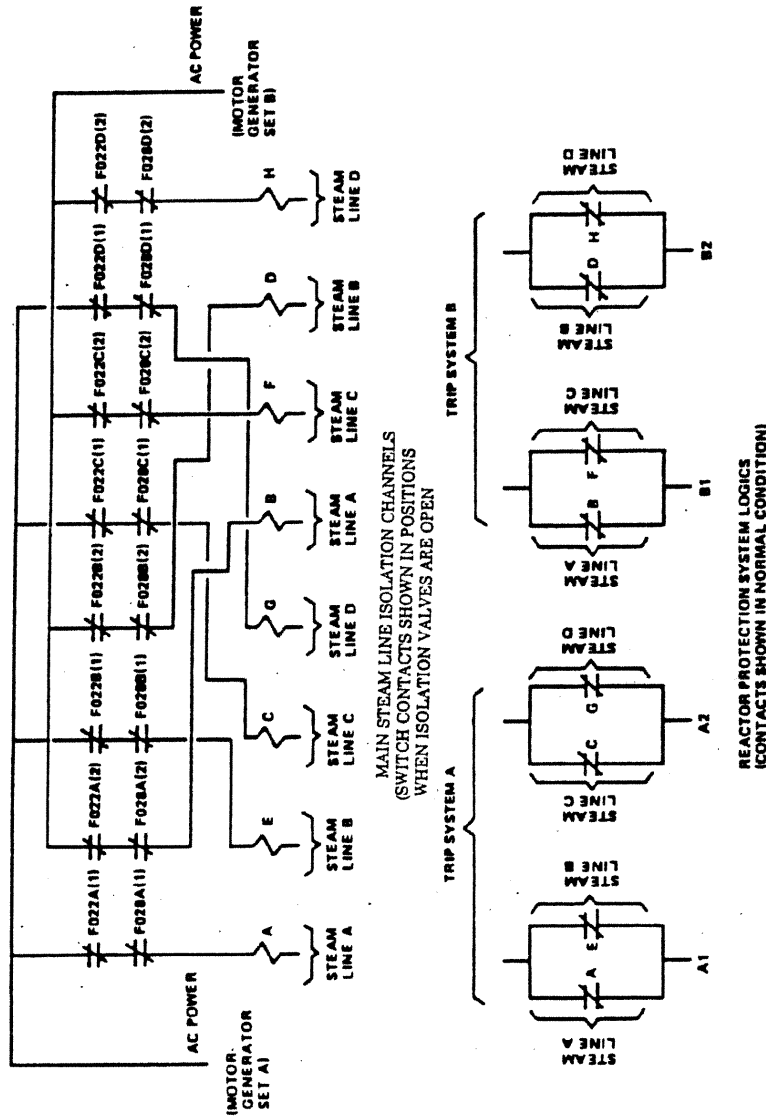 AC POWER
(MOTOR
GENERATOR
SET B)
F022A(1)
F022A(2)
F022B(1)
F022B(2)
F022C(1)
F022C(2)
F022D(1)
F022D(2)
F028A(1)
F028A(2)
F028B(1)
F028B(2)
F028C(1)
F028C(2)
F028D(1)
F028D(2)
AC POWER
(MOTOR-
GENERATOR
SET A)
A
E
C
G
B
F
D
H
STEAM
LINE A
STEAM
LINE B
STEAM
LINE C
STEAM
LINE D
STEAM
LINE A
STEAM
LINE C
STEAM
LINE B
STEAM
LINE D
MAIN STEAM LINE ISOLATION CHANNELS
(SWITCH CONTACTS SHOWN IN POSITIONS
WHEN ISOLATION VALVES ARE OPEN
TRIP SYSTEM A
TRIP SYSTEM B
STEAM
LINE A
A
E
STEAM
LINE B
STEAM
LINE C
C
G
STEAM
LINE D
STEAM
LINE A
B
F
STEAM
LINE C
STEAM
LINE B
D
H
STEAM
LINE D
A1
A2
B1
B2
REACTOR PROTECTION SYSTEM LOGICS
(CONTACTS SHOWN IN NORMAL CONDITION)